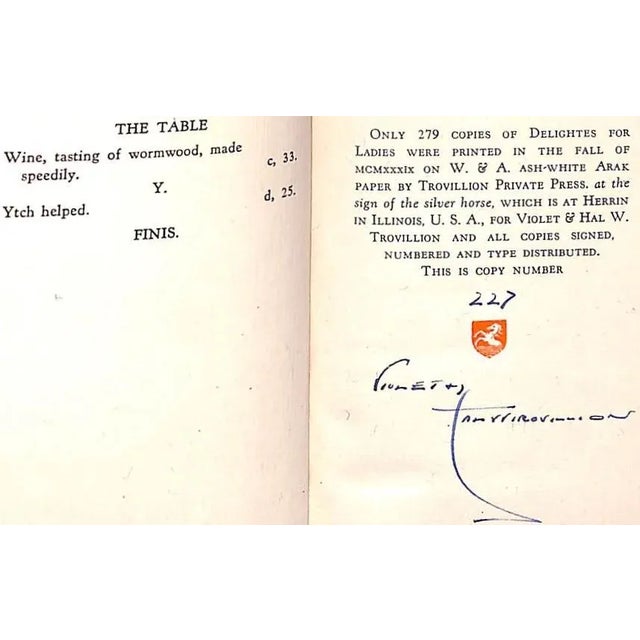 THE TABLE
Wine, tasting of wormwood, made
speedily. c, 33.
Y.
Ytch helped. d, 25.
FINIS.
Only 279 copies of Delightes for
Ladies were printed in the fall of
mcmxxxix on W. & A. ash-white Arak
paper by Trovillion Private Press. at the
sign of the silver horse, which is at Herrin
in Illinois, U. S. A., for Violet & Hal W.
Trovillion and all copies signed,
numbered and type distributed.
This is copy number
227
Violet &
Hal W Trovillion